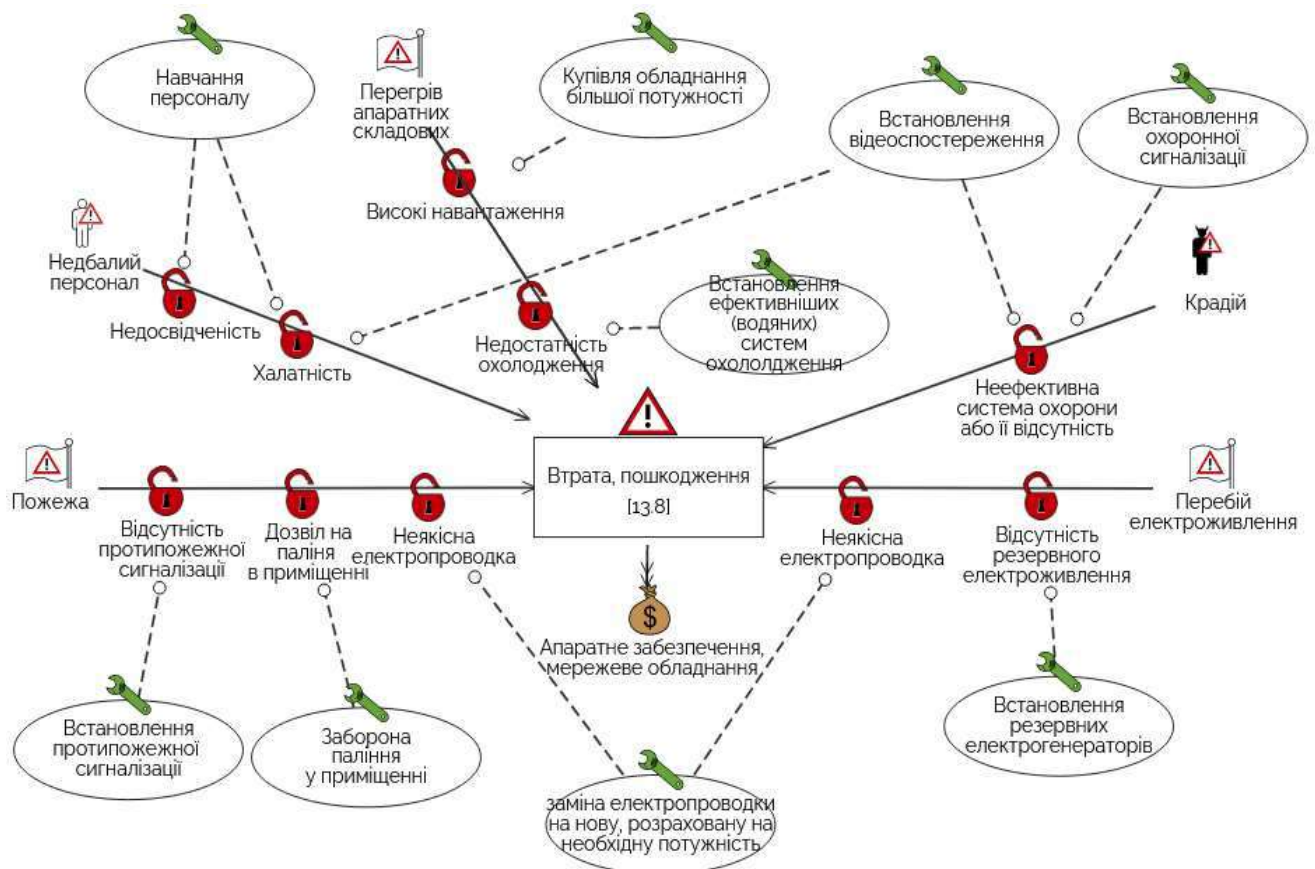 Навчання
персоналу
Перегрів
апаратних
складових
Купівля обладнання
більшої потужності
Встановлення
відеоспостереження
Встановлення
охоронної
сигналізації
Високі навантаження
Недбалий
персонал
Недосвідченість
Халатність
Недостатність
охолодження
Встановлення
ефективніших
(водяних)
систем
охололдження
Крадій
Неефективна
система охорони
або її відсутність
Пожежа
Відсутність
протипожежної
сигналізації
Дозвіл на
паління
в приміщенні
Неякісна
електропроводка
Втрата, пошкодження
[13.8]
Неякісна
електропроводка
Відсутність
резервного
електроживлення
Перебій
електроживлення
$
Апаратне забезпечення,
мережеве обладнання
Встановлення
протипожежної
сигналізації
Заборона
паління
у приміщенні
заміна електропроводки
на нову, розраховану на
необхідну потужність
Встановлення
резервних
електрогенераторів